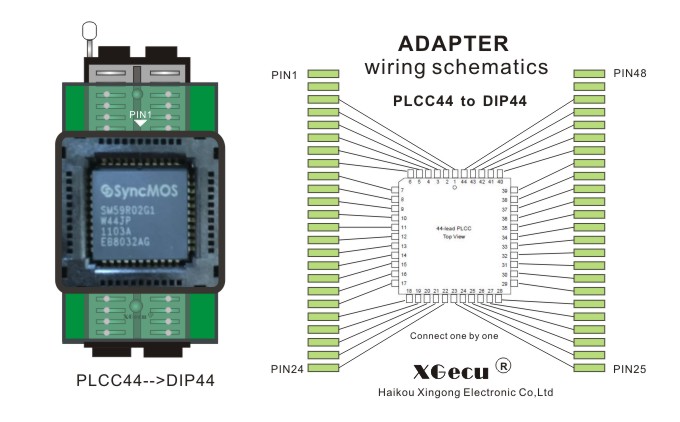 PIN1
SyncMOS
SM59R02G1
W44JP
1103A
EB8032AG
PLCC44-->DIP44
ADAPTER
wiring schematics
PIN1
PIN48
PLCC44 to DIP44
6 5 4 3 2 1 44 43 42 41 40
7 39
8 38
9 37
10 36
11 35
12 34
13 33
14 32
15 31
16 30
17 29
44-lead PLCC
Top View
18 19 20 21 22 23 24 25 26 27 28
Connect one by one
PIN24
PIN25
XGecu ®
Haikou Xingong Electronic Co,Ltd